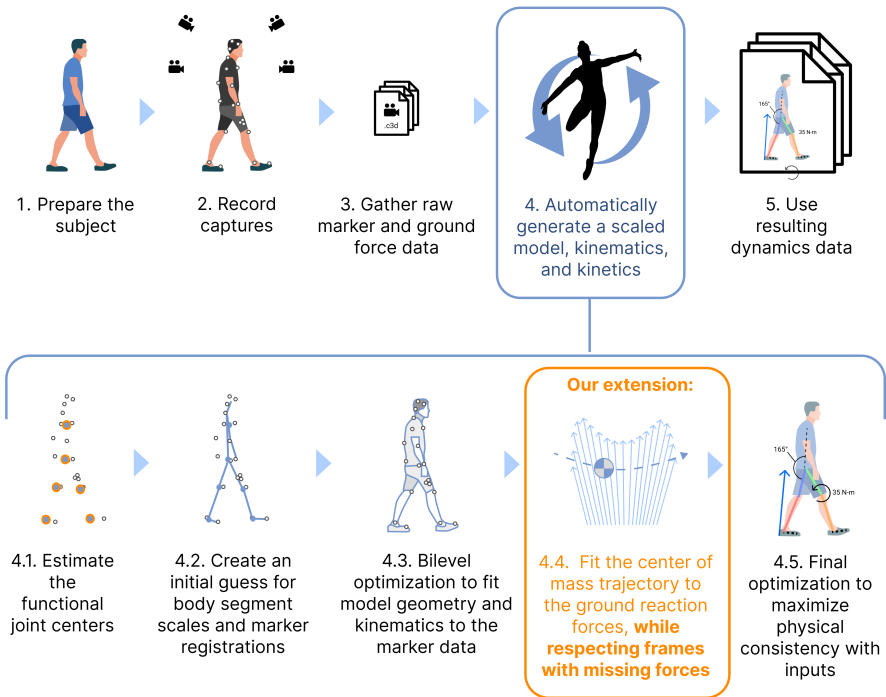 .c3d
165°
35 N-m
1. Prepare the
subject
2. Record
captures
3. Gather raw
marker and ground
force data
4. Automatically
generate a scaled
model, kinematics,
and kinetics
5. Use
resulting
dynamics data
Our extension:
165°
35 N-m
4.1. Estimate
the
functional
joint centers
4.2. Create an
initial guess for
body segment
scales and marker
registrations
4.3. Bilevel
optimization to fit
model geometry and
kinematics to the
marker data
4.4. Fit the center of
mass trajectory to
the ground reaction
forces, while
respecting frames
with missing forces
4.5. Final
optimization to
maximize
physical
consistency with
inputs